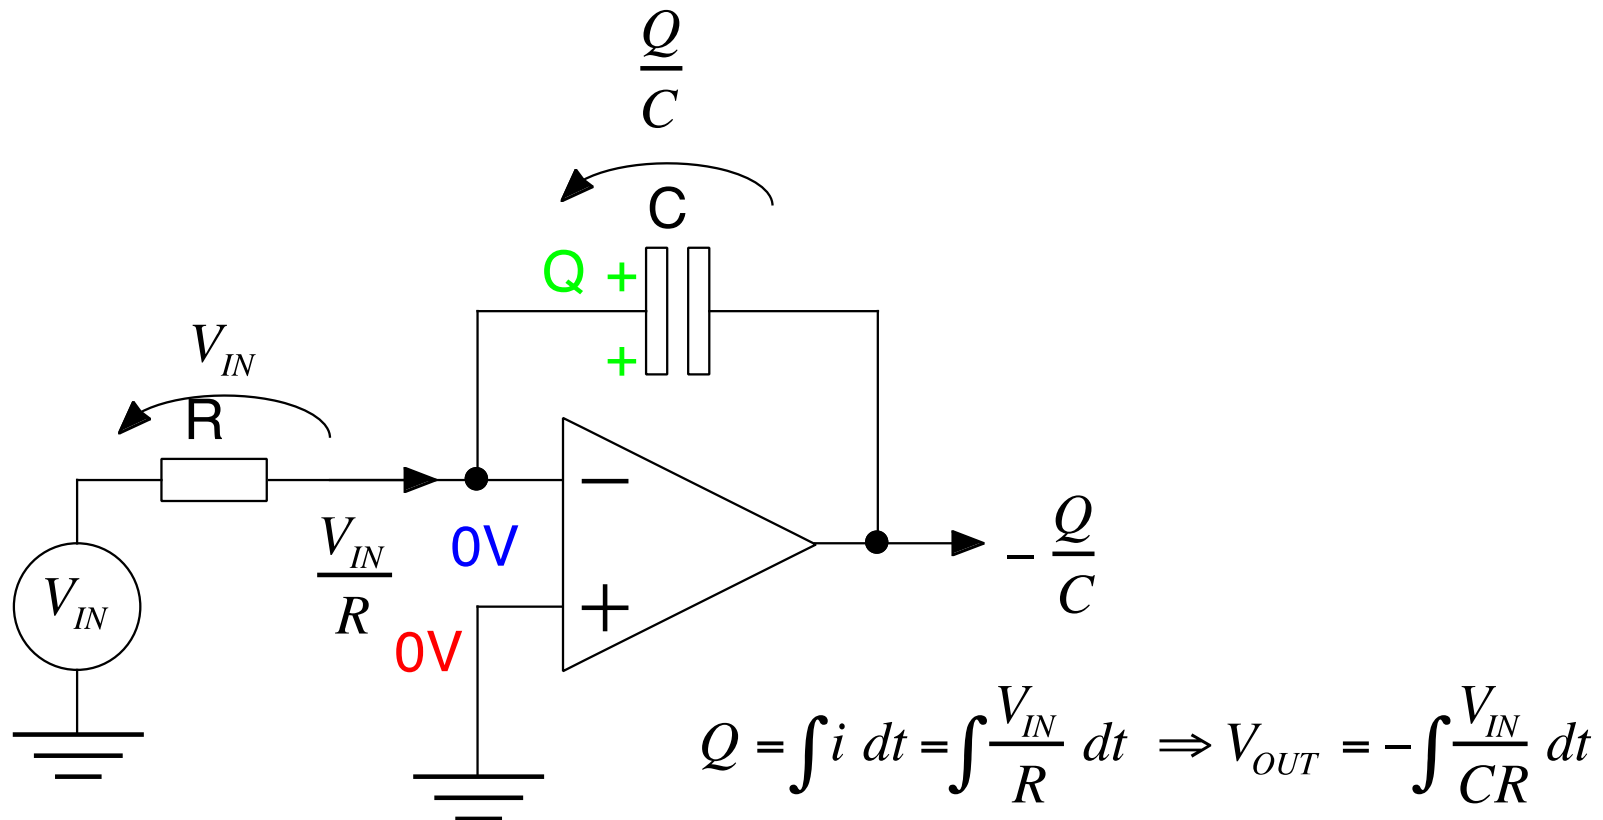 Q
C
C
Q +
+
V_IN
R
V_IN
R
0V
−
+
0V
V_IN
− Q
C
Q = ∫ i dt = ∫ V_IN/R dt ⇒ V_OUT = − ∫ V_IN/CR dt